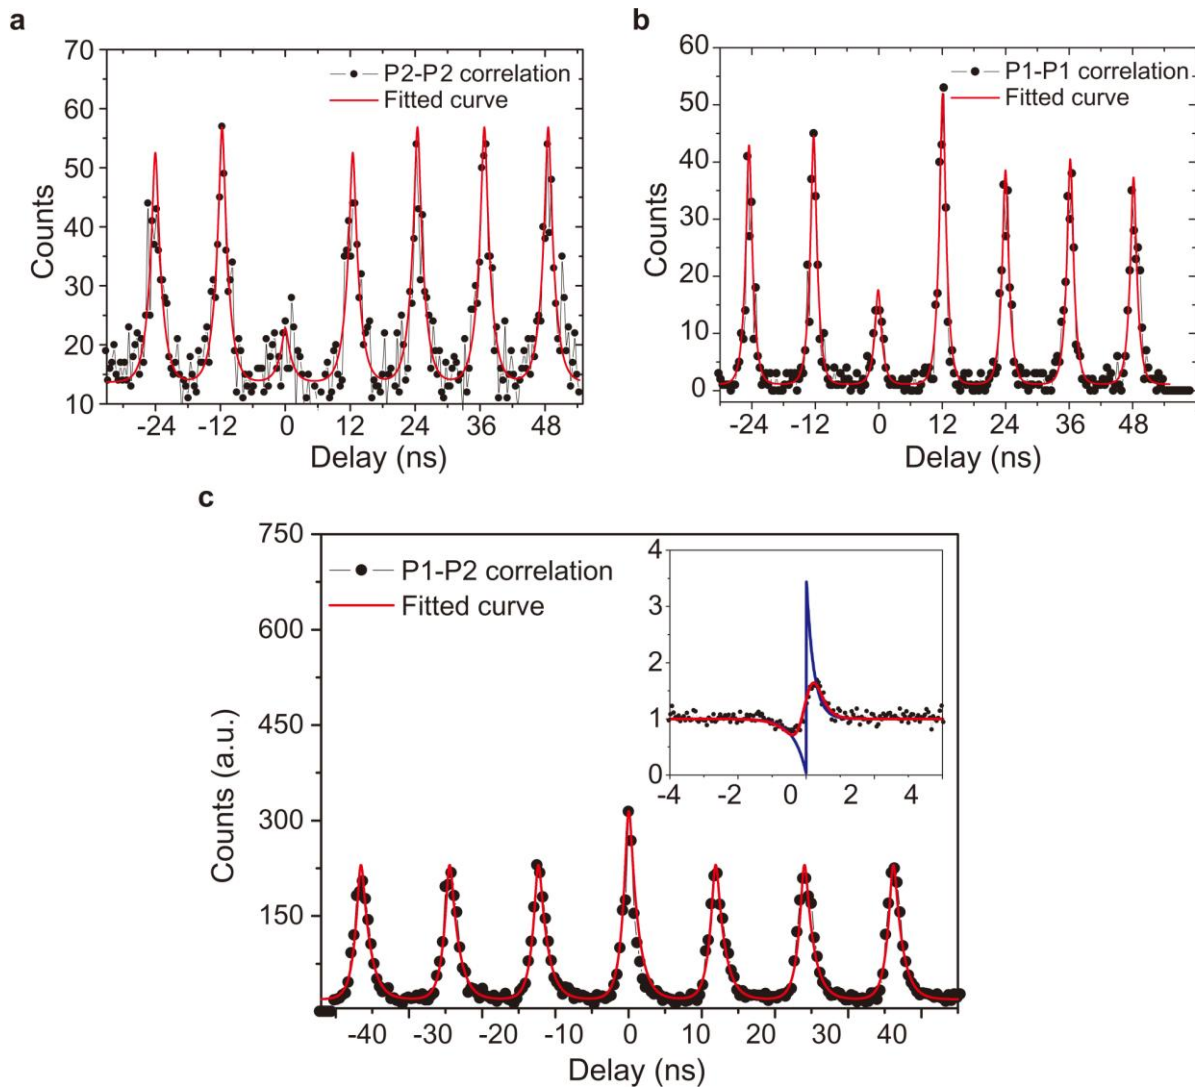 a
70
60
50
40
30
20
10
Counts
P2-P2 correlation
Fitted curve
-24 -12 0 12 24 36 48
Delay (ns)
b
60
50
40
30
20
10
0
Counts
P1-P1 correlation
Fitted curve
-24 -12 0 12 24 36 48
Delay (ns)
c
750
600
450
300
150
Counts (a.u.)
P1-P2 correlation
Fitted curve
4
3
2
1
0
-4 -2 0 2 4
-40 -30 -20 -10 0 10 20 30 40
Delay (ns)